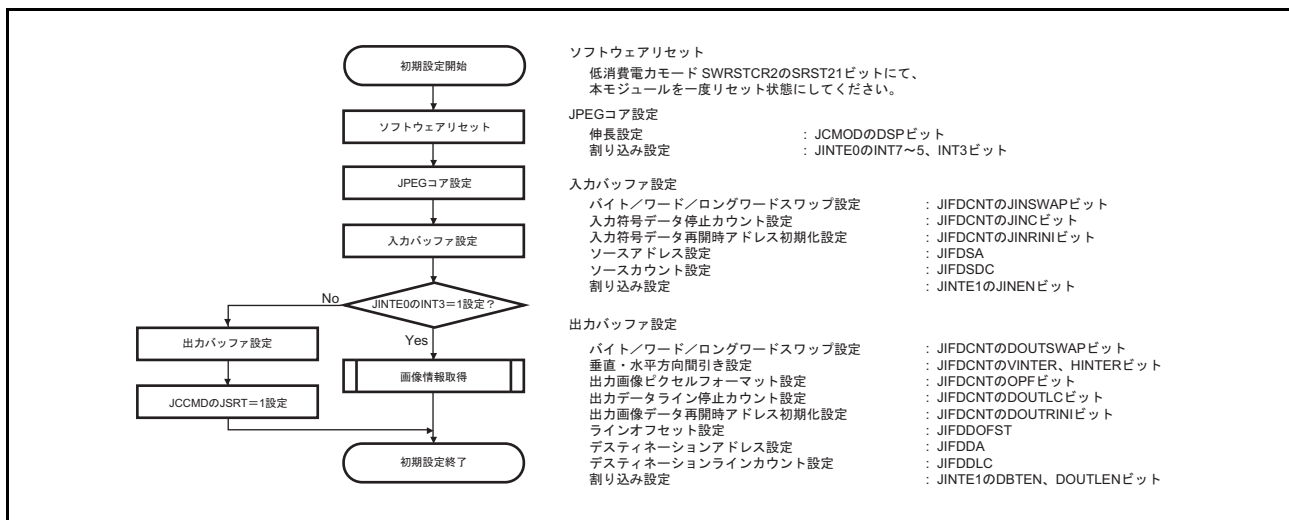 初期設定開始
ソフトウェアリセット
JPEGコア設定
入力バッファ設定
JINTE0のINT3=1設定？
No
Yes
出力バッファ設定
JCCMDのJSRT=1設定
画像情報取得
初期設定終了
ソフトウェアリセット
低消費電力モード SWRSTCR2のSRST21ビットにて、
本モジュールを一度リセット状態にしてください。
JPEGコア設定
伸長設定 : JCMODのDSPビット
割り込み設定 : JINTE0のINT7～5、INT3ビット
入力バッファ設定
バイト／ワード／ロングワードスワップ設定 : JIFDCNTのJINSWAPビット
入力符号データ停止カウント設定 : JIFDCNTのJINCビット
入力符号データ再開時アドレス初期化設定 : JIFDCNTのJINRINIビット
ソースアドレス設定 : JIFDSA
ソースカウント設定 : JIFDSDC
割り込み設定 : JINTE1のJINENビット
出力バッファ設定
バイト／ワード／ロングワードスワップ設定 : JIFDCNTのDOUTSWAPビット
垂直・水平方向間引き設定 : JIFDCNTのVINTER、HINTERビット
出力画像ピクセルフォーマット設定 : JIFDCNTのOPFビット
出力データライン停止カウント設定 : JIFDCNTのDOUTLCビット
出力画像データ再開時アドレス初期化設定 : JIFDCNTのDOUTRINIビット
ラインオフセット設定 : JIFDDOFST
デスティネーションアドレス設定 : JIFDDA
デスティネーションラインカウント設定 : JIFDDLC
割り込み設定 : JINTE1のDBTEN、DOUTLENビット